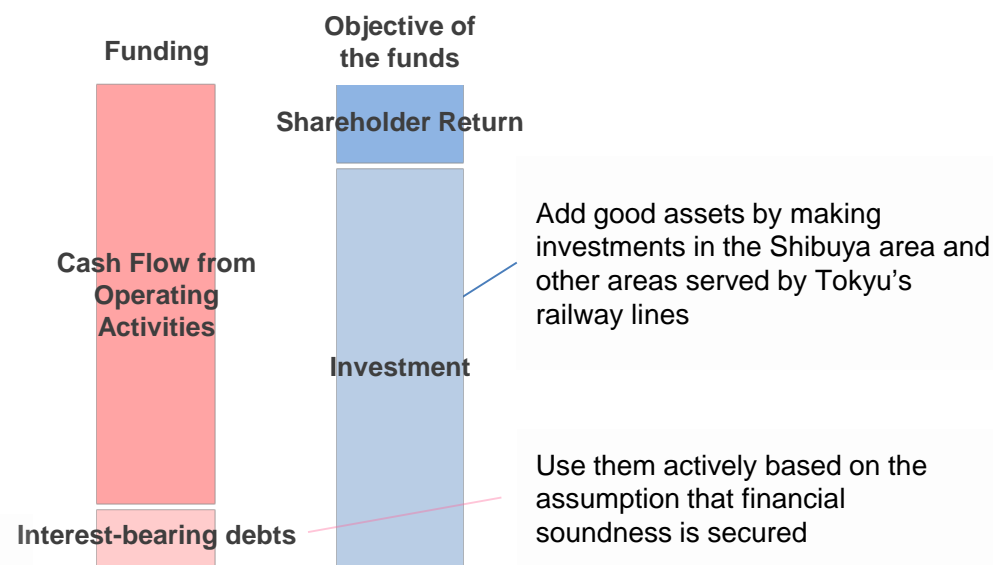 Funding
Objective of
the funds
Shareholder Return
Cash Flow from
Operating
Activities
Investment
Interest-bearing debts
Add good assets by making
investments in the Shibuya area and
other areas served by Tokyu’s
railway lines
Use them actively based on the
assumption that financial
soundness is secured